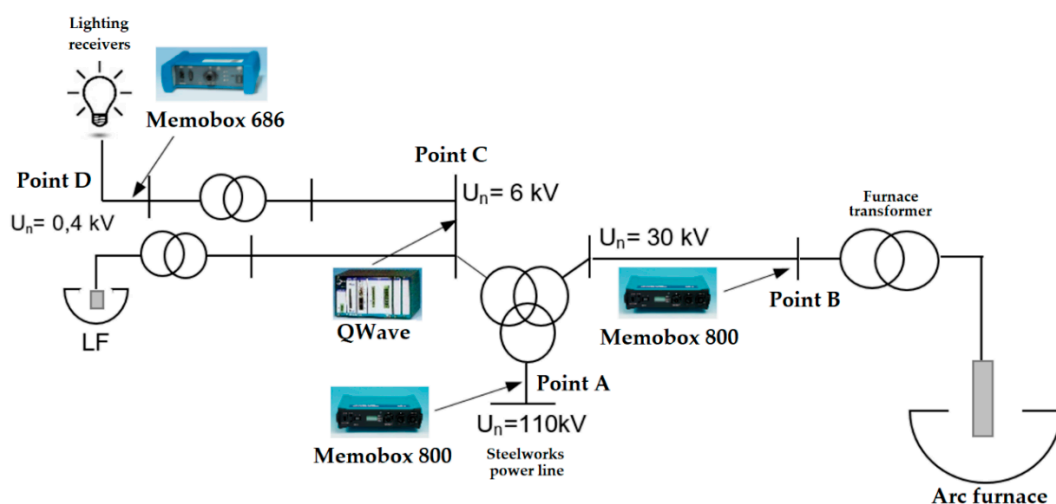 Lighting
receivers
Memobox 686
Point D
Un= 0,4 kV
Point C
Un= 6 kV
Furnace
transformer
Un= 30 kV
Point B
LF
QWave
Memobox 800
Point A
Un=110kV
Memobox 800
Steelworks
power line
Arc furnace